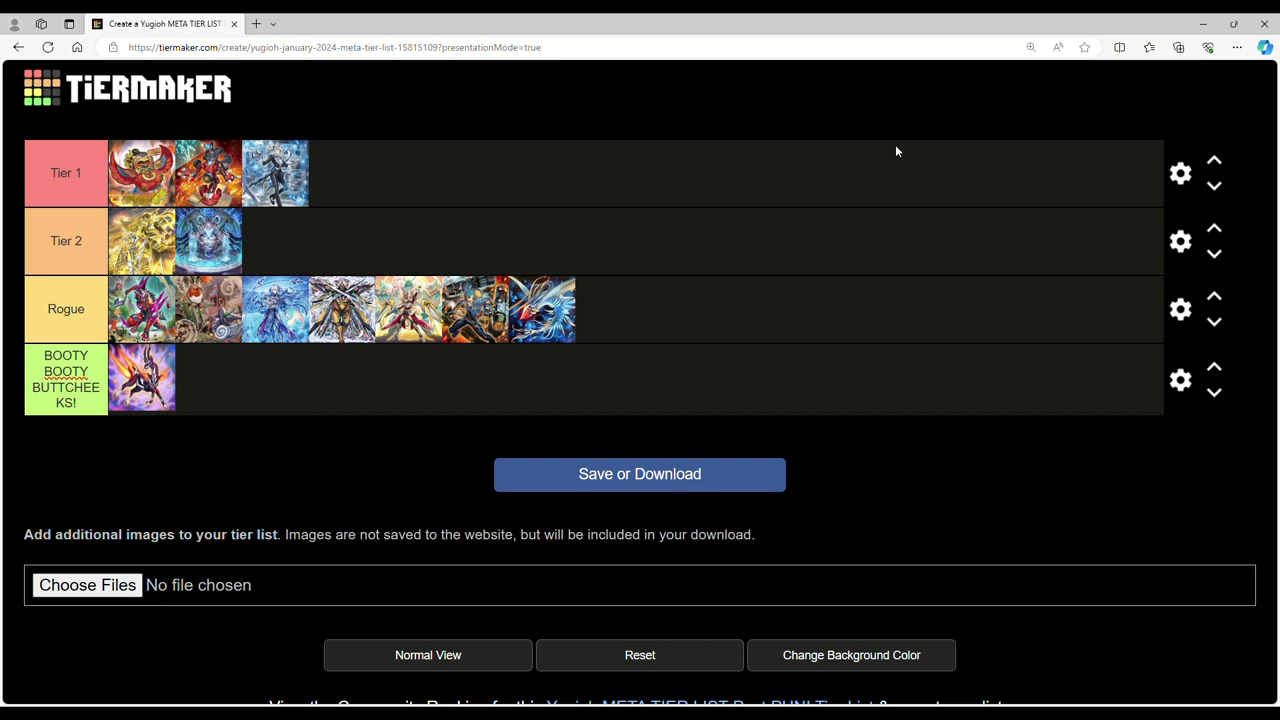 Create a Yugioh META TIER LIST
https://tiermaker.com/create/yugioh-january-2024-meta-tier-list-15815109?presentationMode=true
TiERMAKER
Tier 1
Tier 2
Rogue
BOOTY
BOOTY
BUTTCHEE
KS!
Save or Download
Add additional images to your tier list. Images are not saved to the website, but will be included in your download.
Choose Files No file chosen
Normal View
Reset
Change Background Color